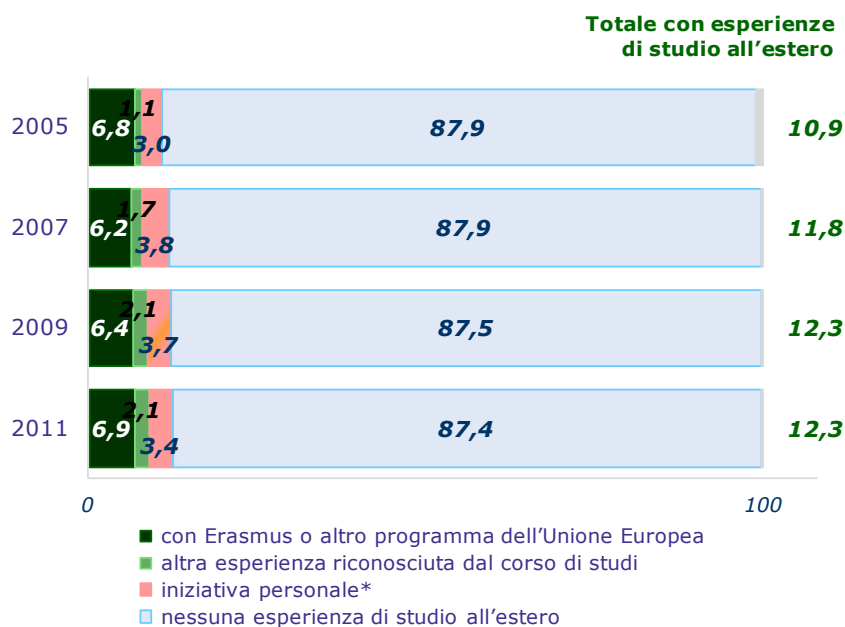 Totale con esperienze
di studio all'estero
2005 6,8 1,1 3,0 87,9 10,9
2007 6,2 1,7 3,8 87,9 11,8
2009 6,4 2,1 3,7 87,5 12,3
2011 6,9 2,1 3,4 87,4 12,3
0 100
con Erasmus o altro programma dell'Unione Europea
altra esperienza riconosciuta dal corso di studi
iniziativa personale*
nessuna esperienza di studio all'estero